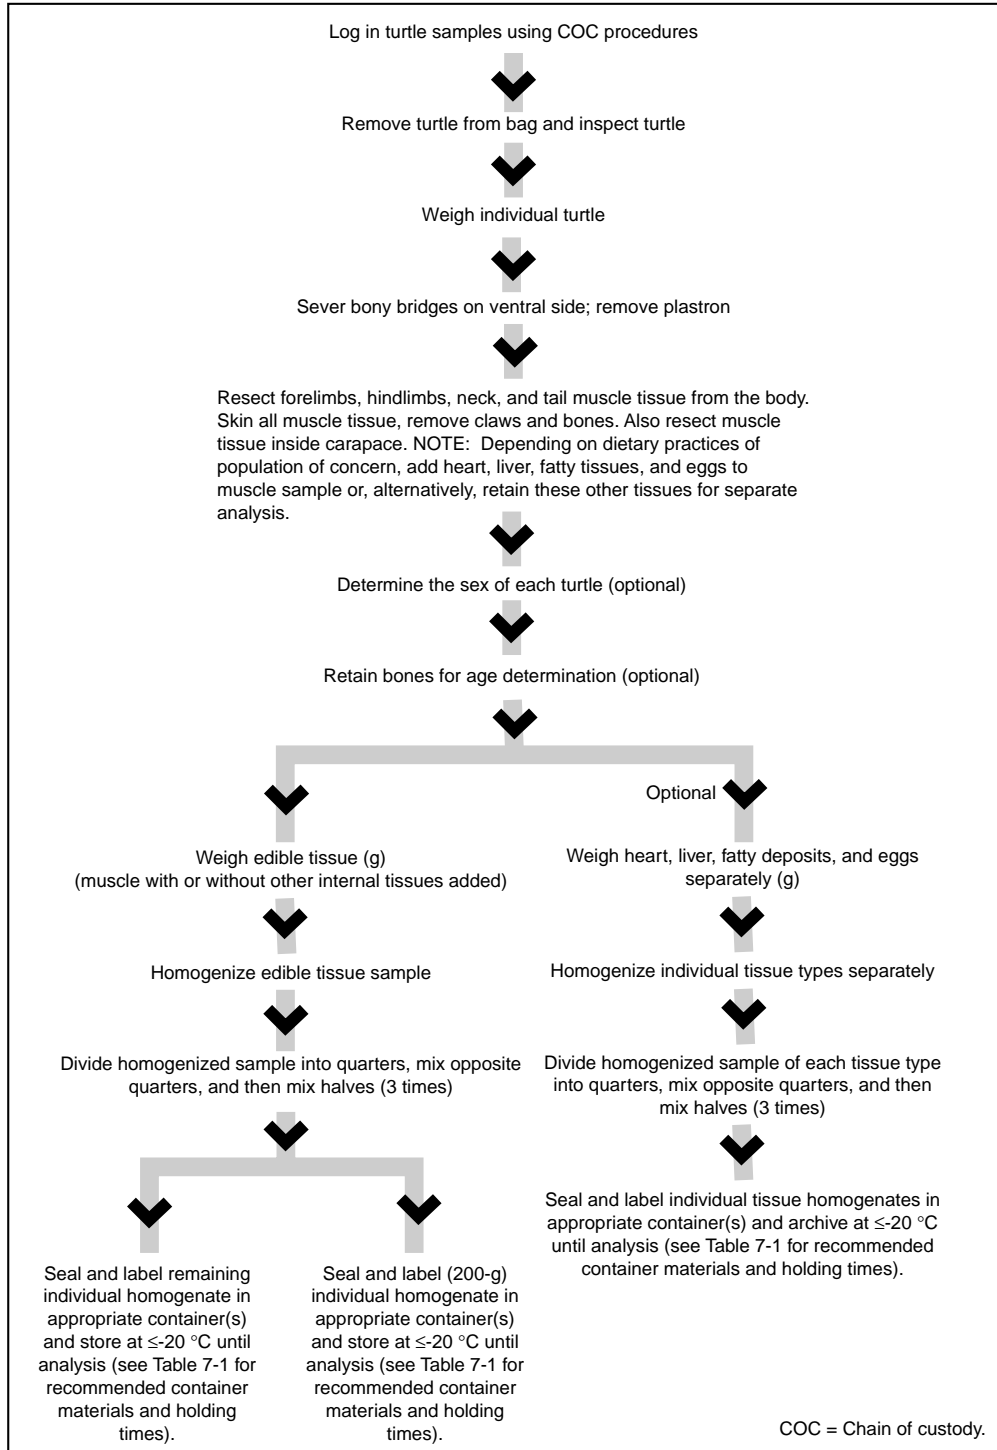 Log in turtle samples using COC procedures
Remove turtle from bag and inspect turtle
Weigh individual turtle
Sever bony bridges on ventral side; remove plastron
Resect forelimbs, hindlimbs, neck, and tail muscle tissue from the body.
Skin all muscle tissue, remove claws and bones. Also resect muscle
tissue inside carapace. NOTE:  Depending on dietary practices of
population of concern, add heart, liver, fatty tissues, and eggs to
muscle sample or, alternatively, retain these other tissues for separate
analysis.
Determine the sex of each turtle (optional)
Retain bones for age determination (optional)
Weigh edible tissue (g)
(muscle with or without other internal tissues added)
Homogenize edible tissue sample
Divide homogenized sample into quarters, mix opposite
quarters, and then mix halves (3 times)
Seal and label remaining
individual homogenate in
appropriate container(s)
and store at ≤-20 °C until
analysis (see Table 7-1 for
recommended container
materials and holding
times).
Seal and label (200-g)
individual homogenate in
appropriate container(s)
and store at ≤-20 °C until
analysis (see Table 7-1 for
recommended container
materials and holding
times).
Optional
Weigh heart, liver, fatty deposits, and eggs
separately (g)
Homogenize individual tissue types separately
Divide homogenized sample of each tissue type
into quarters, mix opposite quarters, and then
mix halves (3 times)
Seal and label individual tissue homogenates in
appropriate container(s) and archive at ≤-20 °C
until analysis (see Table 7-1 for recommended
container materials and holding times).
COC = Chain of custody.